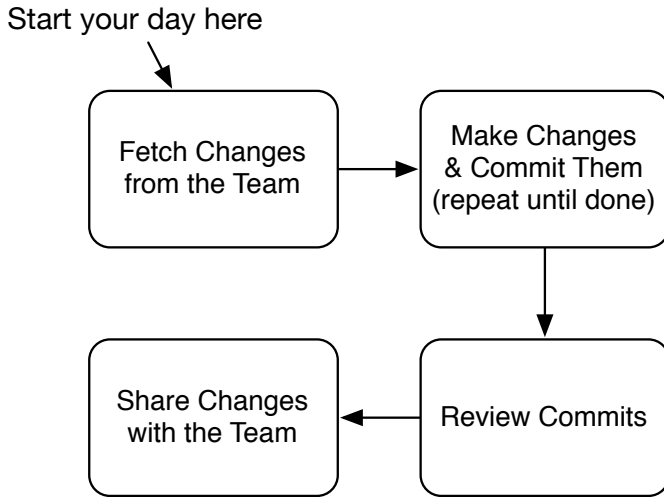 Start your day here
Fetch Changes
from the Team
Make Changes
& Commit Them
(repeat until done)
Share Changes
with the Team
Review Commits